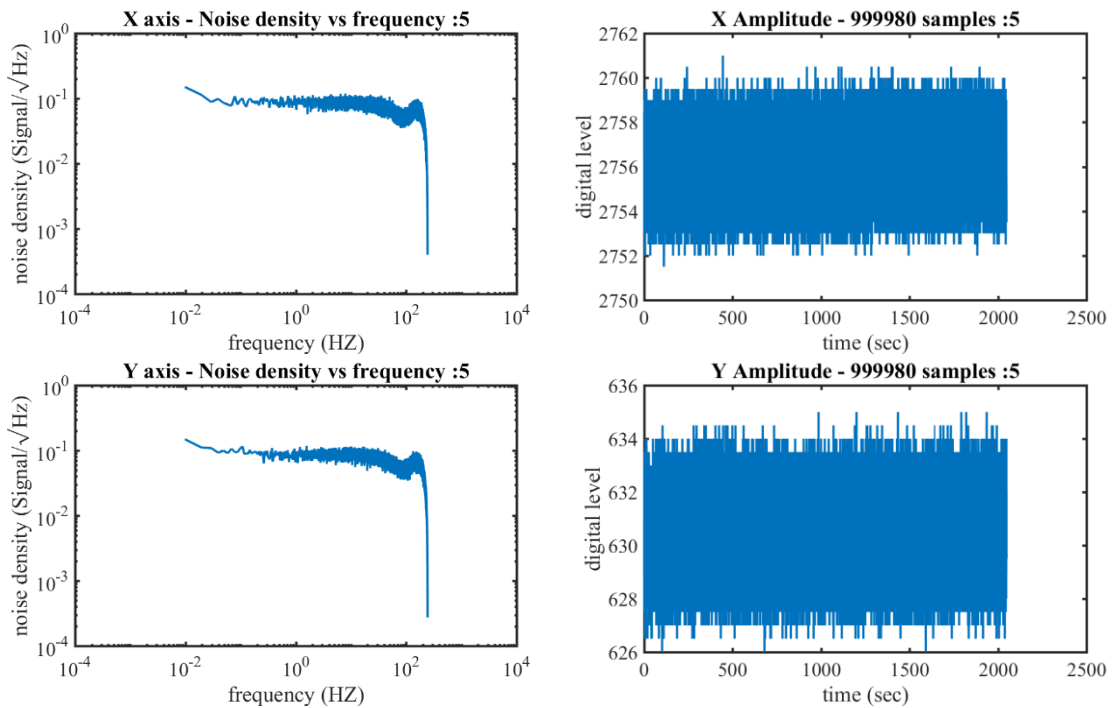 X axis - Noise density vs frequency :5
noise density (Signal/√Hz)
10^0
10^-1
10^-2
10^-3
10^-4
10^-4 10^-2 10^0 10^2 10^4
frequency (HZ)
X Amplitude - 999980 samples :5
digital level
2762
2760
2758
2756
2754
2752
2750
0 500 1000 1500 2000 2500
time (sec)
Y axis - Noise density vs frequency :5
noise density (Signal/√Hz)
10^0
10^-1
10^-2
10^-3
10^-4
10^-4 10^-2 10^0 10^2 10^4
frequency (HZ)
Y Amplitude - 999980 samples :5
digital level
636
634
632
630
628
626
0 500 1000 1500 2000 2500
time (sec)